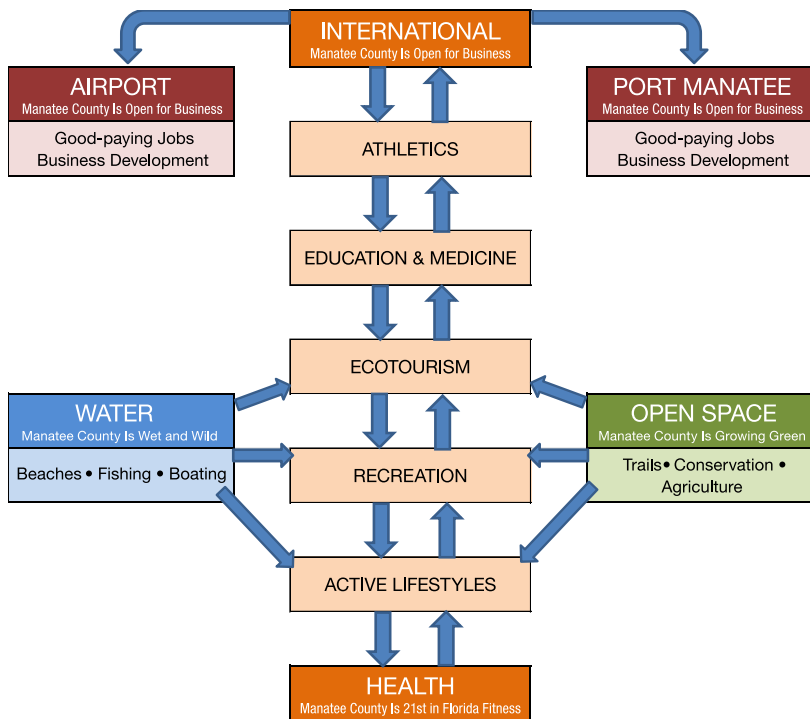 INTERNATIONAL
Manatee County Is Open for Business
AIRPORT
Manatee County Is Open for Business
Good-paying Jobs
Business Development
PORT MANATEE
Manatee County Is Open for Business
Good-paying Jobs
Business Development
ATHLETICS
EDUCATION & MEDICINE
ECOTOURISM
WATER
Manatee County Is Wet and Wild
Beaches • Fishing • Boating
OPEN SPACE
Manatee County Is Growing Green
Trails• Conservation •
Agriculture
RECREATION
ACTIVE LIFESTYLES
HEALTH
Manatee County Is 21st in Florida Fitness